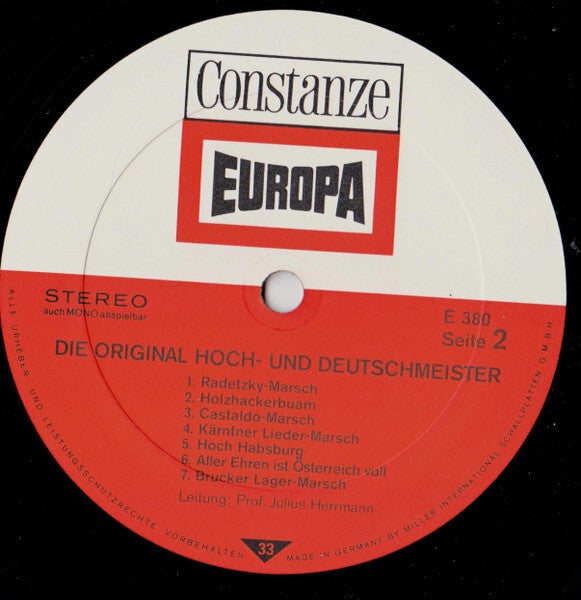 Constanze
EUROPA
STEREO
auch MONO abspielbar
E 380
Seite 2
DIE ORIGINAL HOCH- UND DEUTSCHMEISTER
1. Radetzky-Marsch
2. Holzhackerbuam
3. Castaldo-Marsch
4. Kärntner Lieder-Marsch
5. Hoch Habsburg
6. Aller Ehren ist Österreich voll
7. Brucker Lager-Marsch
Leitung: Prof. Julius Herrmann
33
ALLE URHEBER- UND LEISTUNGSSCHUTZRECHTE VORBEHALTEN
MADE IN GERMANY BY MILLER INTERNATIONAL SCHALLPLATTEN GMBH